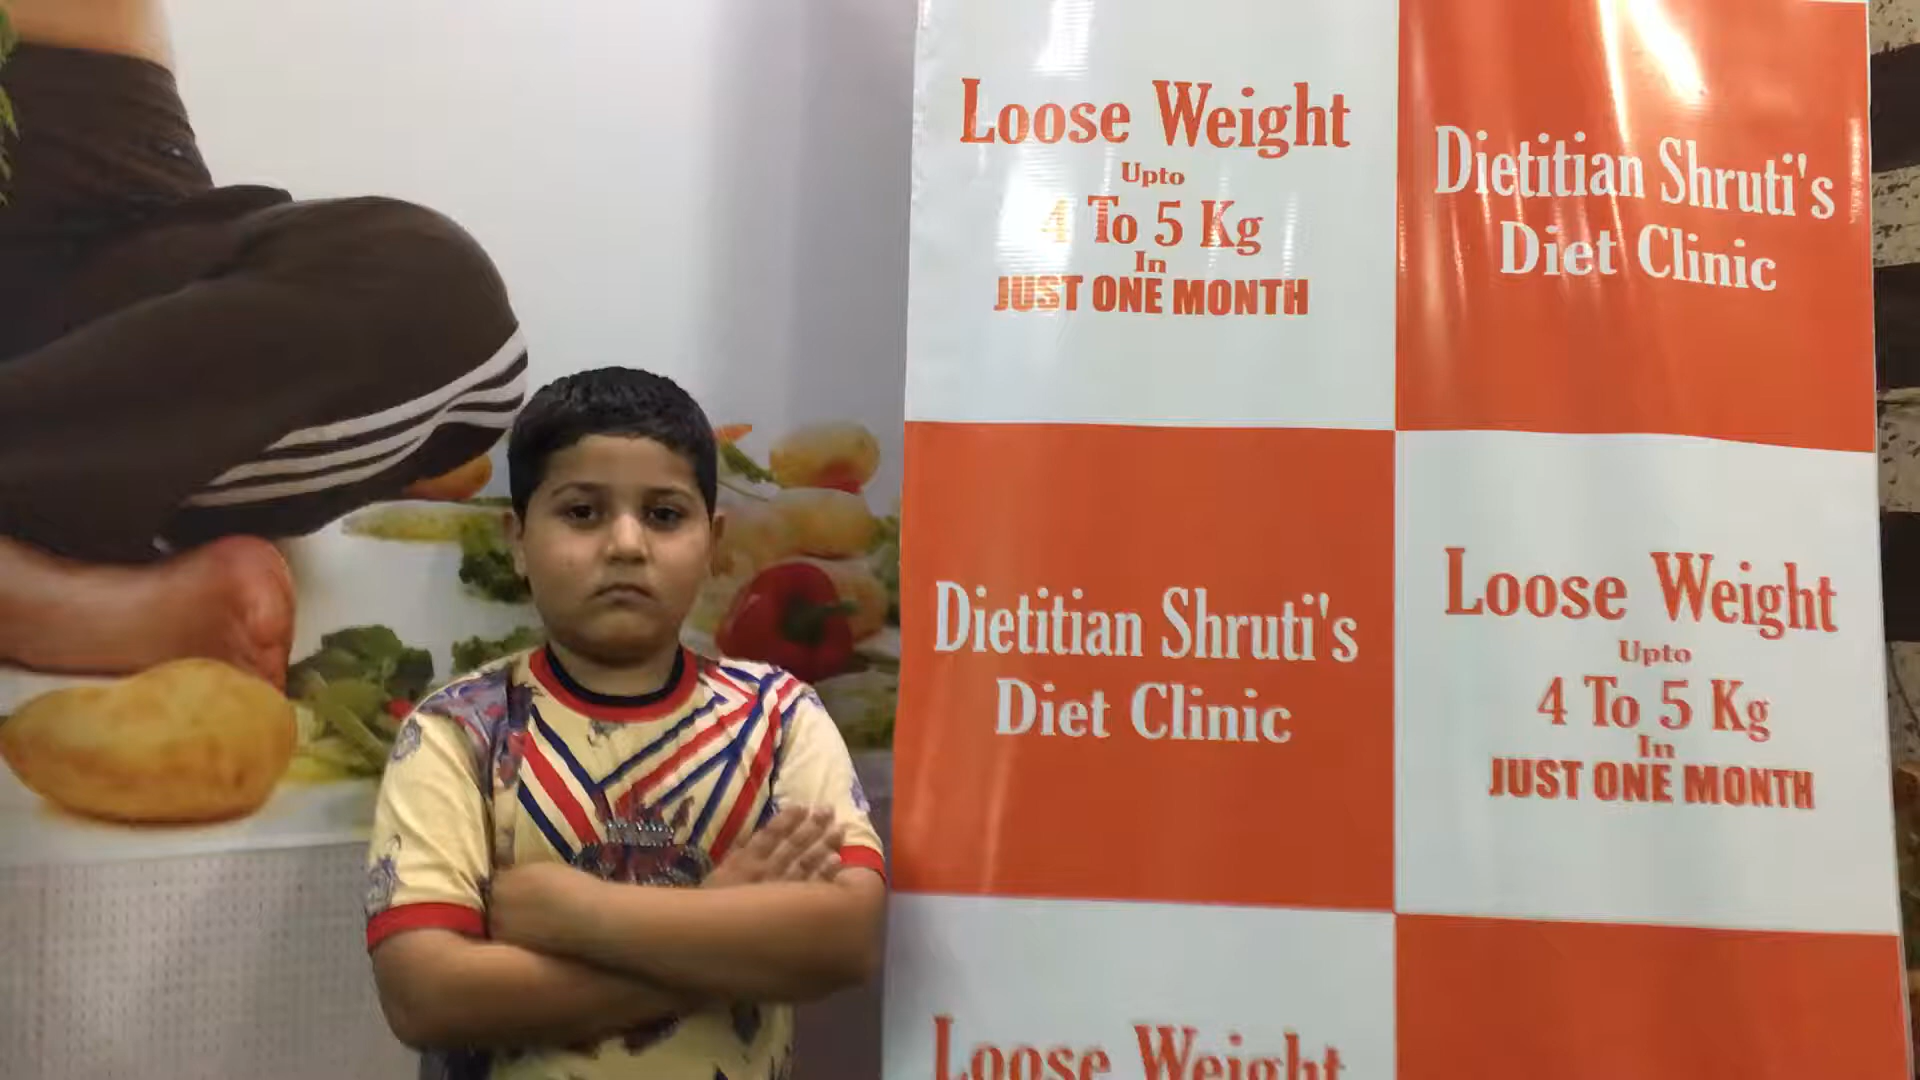 Loose Weight
Upto
4 To 5 Kg
In
JUST ONE MONTH
Dietitian Shruti's
Diet Clinic
Dietitian Shruti's
Diet Clinic
Loose Weight
Upto
4 To 5 Kg
In
JUST ONE MONTH
Loose Weight